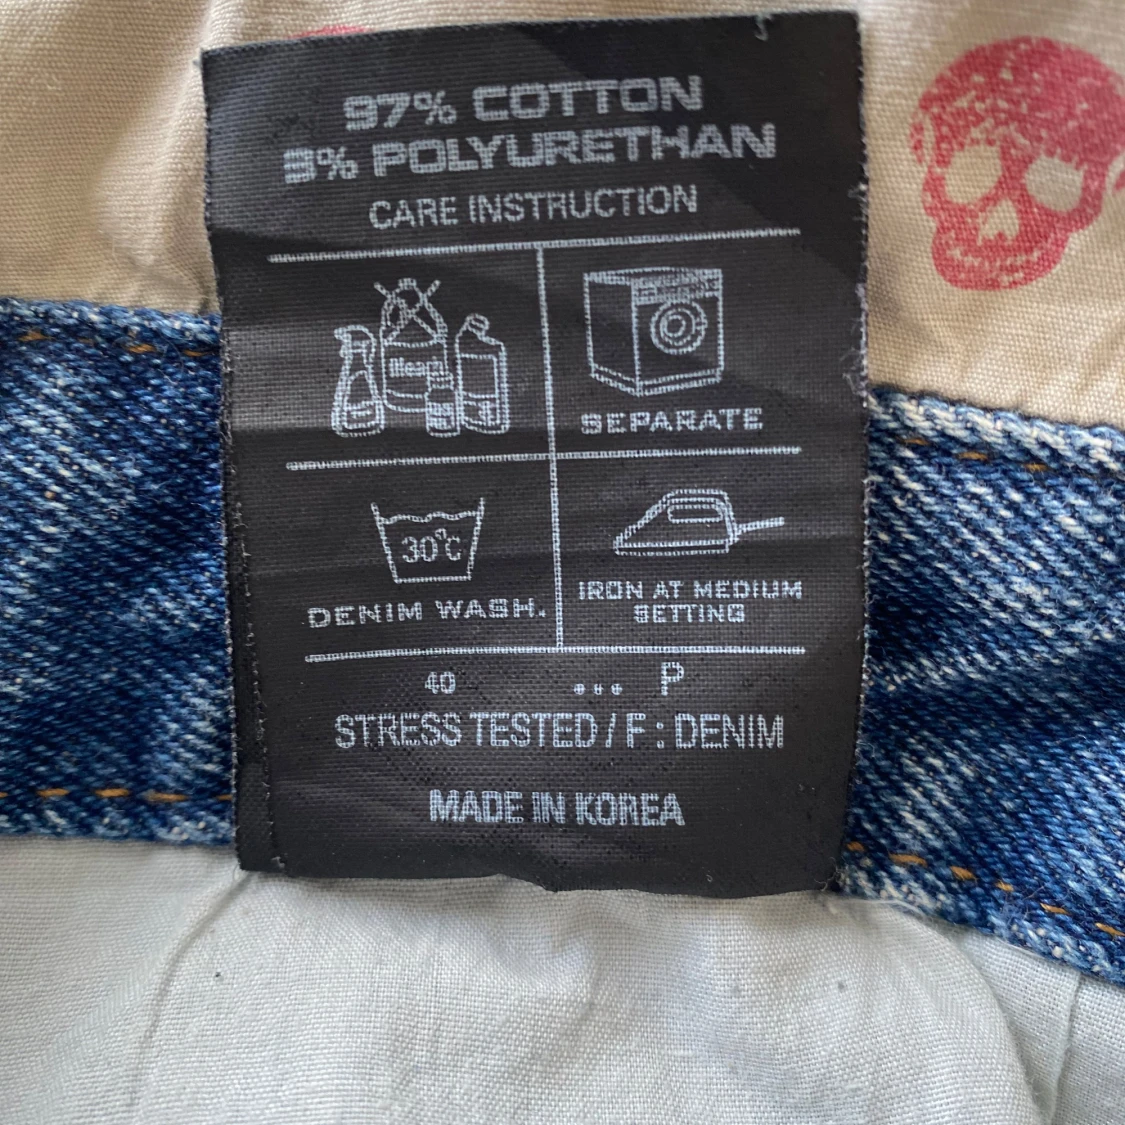 97% COTTON
3% POLYURETHAN
CARE INSTRUCTION
Bleach
SEPARATE
30°C
DENIM WASH.
IRON AT MEDIUM
SETTING
40 ... P
STRESS TESTED / F : DENIM
MADE IN KOREA